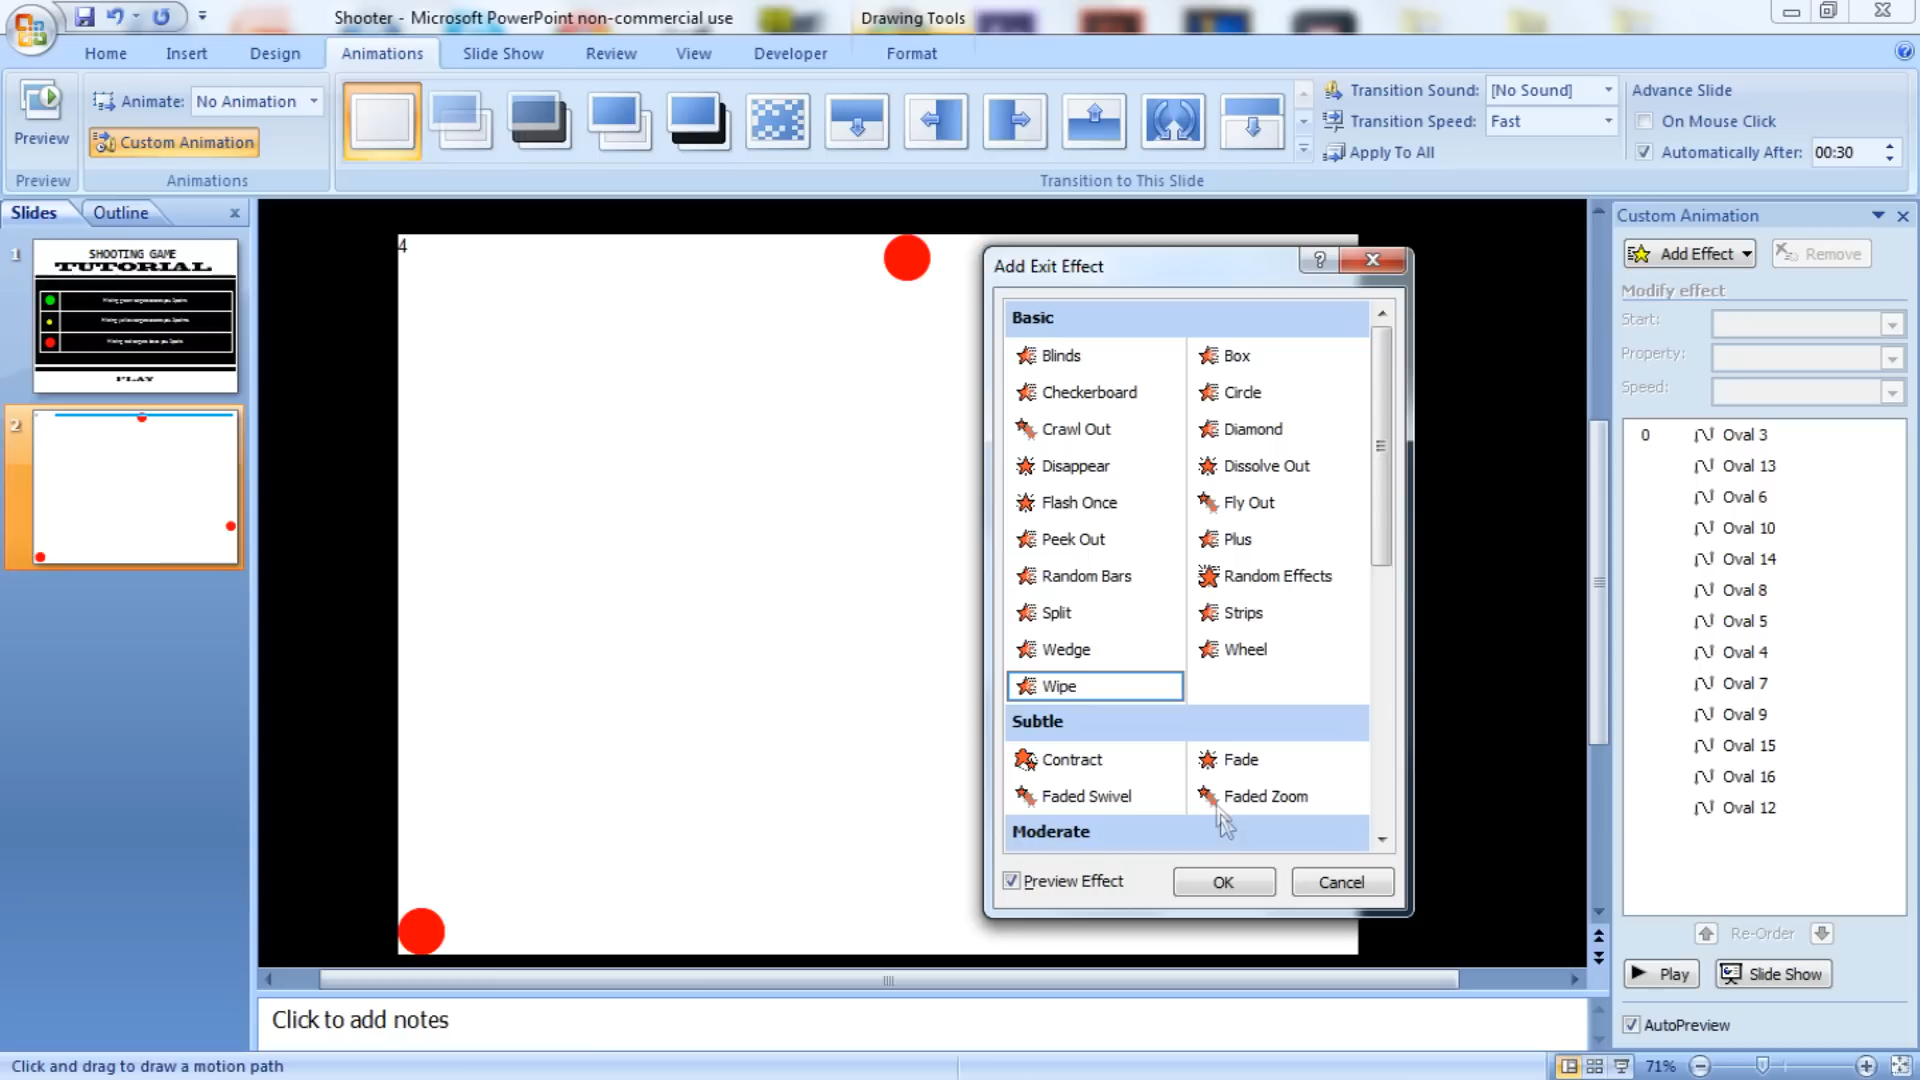 Shooter - Microsoft PowerPoint non-commercial use
Drawing Tools
Home Insert Design Animations Slide Show Review View Developer Format
Preview
Animate: No Animation
Custom Animation
Transition Sound: [No Sound]
Transition Speed: Fast
Apply To All
Advance Slide
On Mouse Click
Automatically After: 00:30
Preview
Animations
Transition to This Slide
Slides Outline
1
SHOOTING GAME
TUTORIAL
PLAY
2
4
Add Exit Effect
Basic
Blinds Box
Checkerboard Circle
Crawl Out Diamond
Disappear Dissolve Out
Flash Once Fly Out
Peek Out Plus
Random Bars Random Effects
Split Strips
Wedge Wheel
Wipe
Subtle
Contract Fade
Faded Swivel Faded Zoom
Moderate
Preview Effect OK Cancel
Custom Animation
Add Effect Remove
Modify effect
Start:
Property:
Speed:
0 Oval 3
Oval 13
Oval 6
Oval 10
Oval 14
Oval 8
Oval 5
Oval 4
Oval 7
Oval 9
Oval 15
Oval 16
Oval 12
Re-Order
Play Slide Show
AutoPreview
Click to add notes
Click and drag to draw a motion path
71%